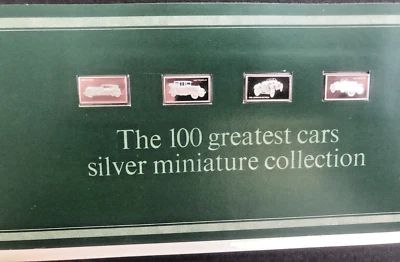 The 100 greatest cars
silver miniature collection